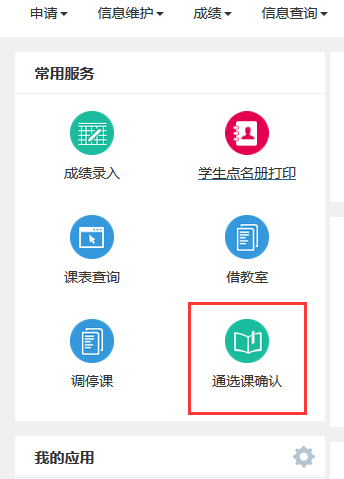 申请 信息维护 成绩 信息查询
常用服务
成绩录入 学生点名册打印
课表查询 借教室
调停课 通选课确认
我的应用